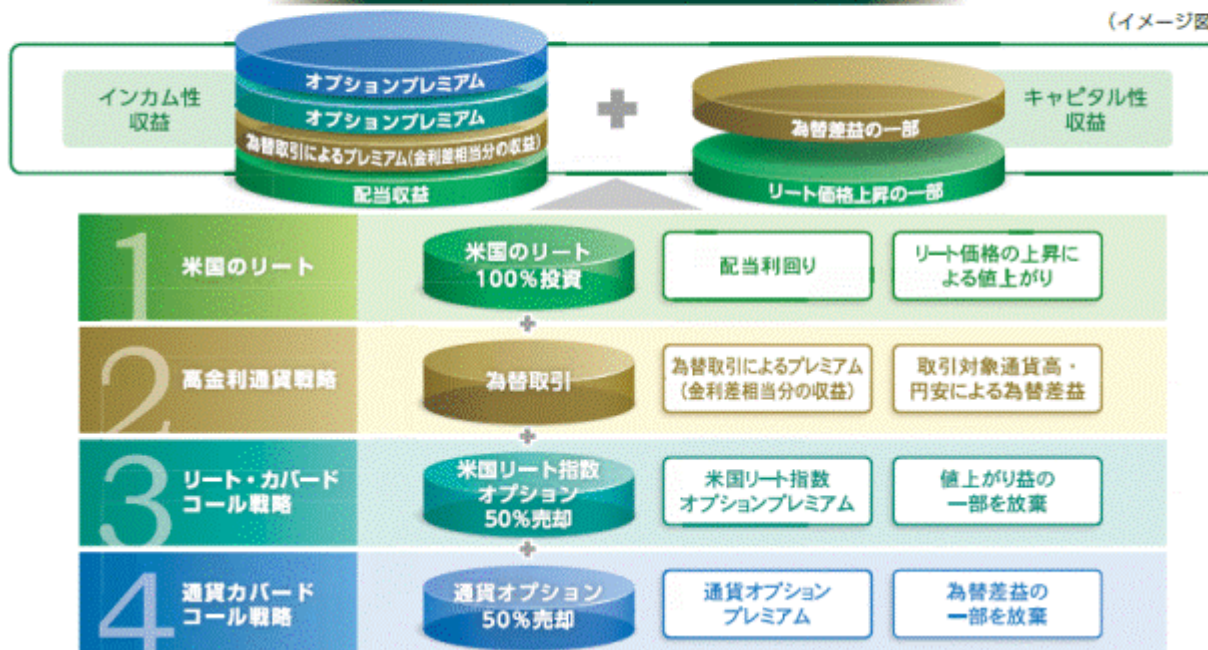 （イメージ図
インカム性
収益
オプションプレミアム
オプションプレミアム
為替取引によるプレミアム(金利差相当分の収益)
配当収益
+
為替差益の一部
リート価格上昇の一部
キャピタル性
収益
1
米国のリート
米国のリート
100%投資
配当利回り
リート価格の上昇に
よる値上がり
+
2
高金利通貨戦略
為替取引
為替取引によるプレミアム
(金利差相当分の収益)
取引対象通貨高・
円安による為替差益
+
3
リート・カバード
コール戦略
米国リート指数
オプション
50%売却
米国リート指数
オプションプレミアム
値上がり益の
一部を放棄
+
4
通貨カバード
コール戦略
通貨オプション
50%売却
通貨オプション
プレミアム
為替差益の
一部を放棄